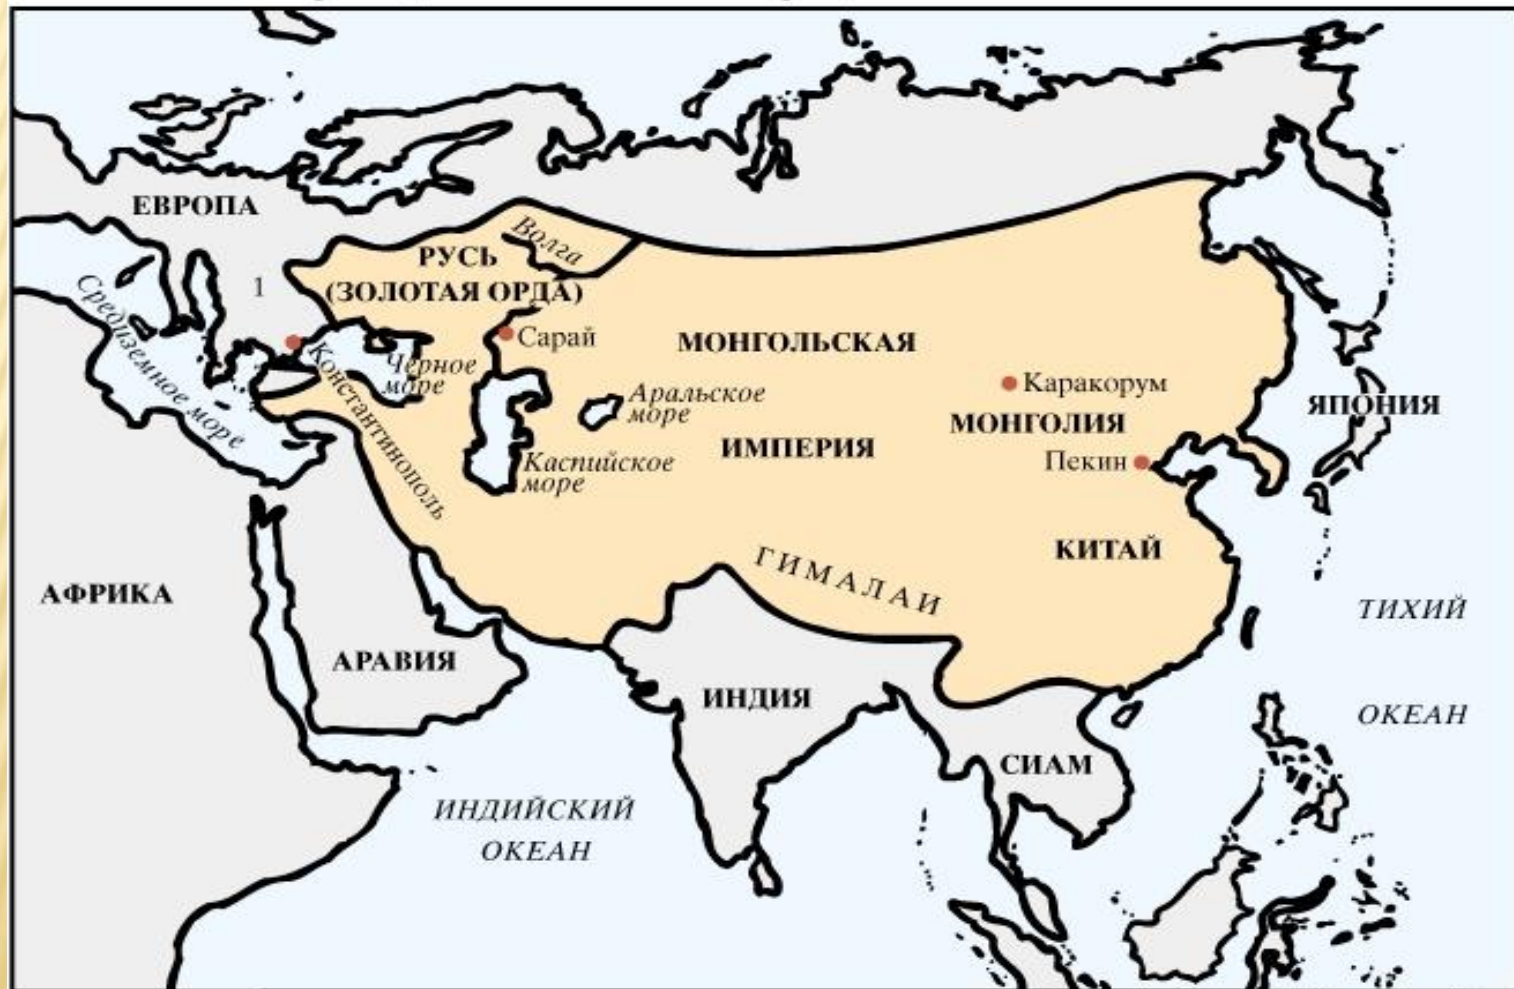 ЕВРОПА
Волга
РУСЬ
(ЗОЛОТАЯ ОРДА)
1
Средиземное море
Константинополь
Черное
море
Сарай
МОНГОЛЬСКАЯ
ИМПЕРИЯ
Аральское
море
Каспийское
море
Каракорум
МОНГОЛИЯ
Пекин
ЯПОНИЯ
КИТАЙ
ГИМАЛАИ
АФРИКА
АРАВИЯ
ИНДИЯ
СИАМ
ТИХИЙ
ОКЕАН
ИНДИЙСКИЙ
ОКЕАН